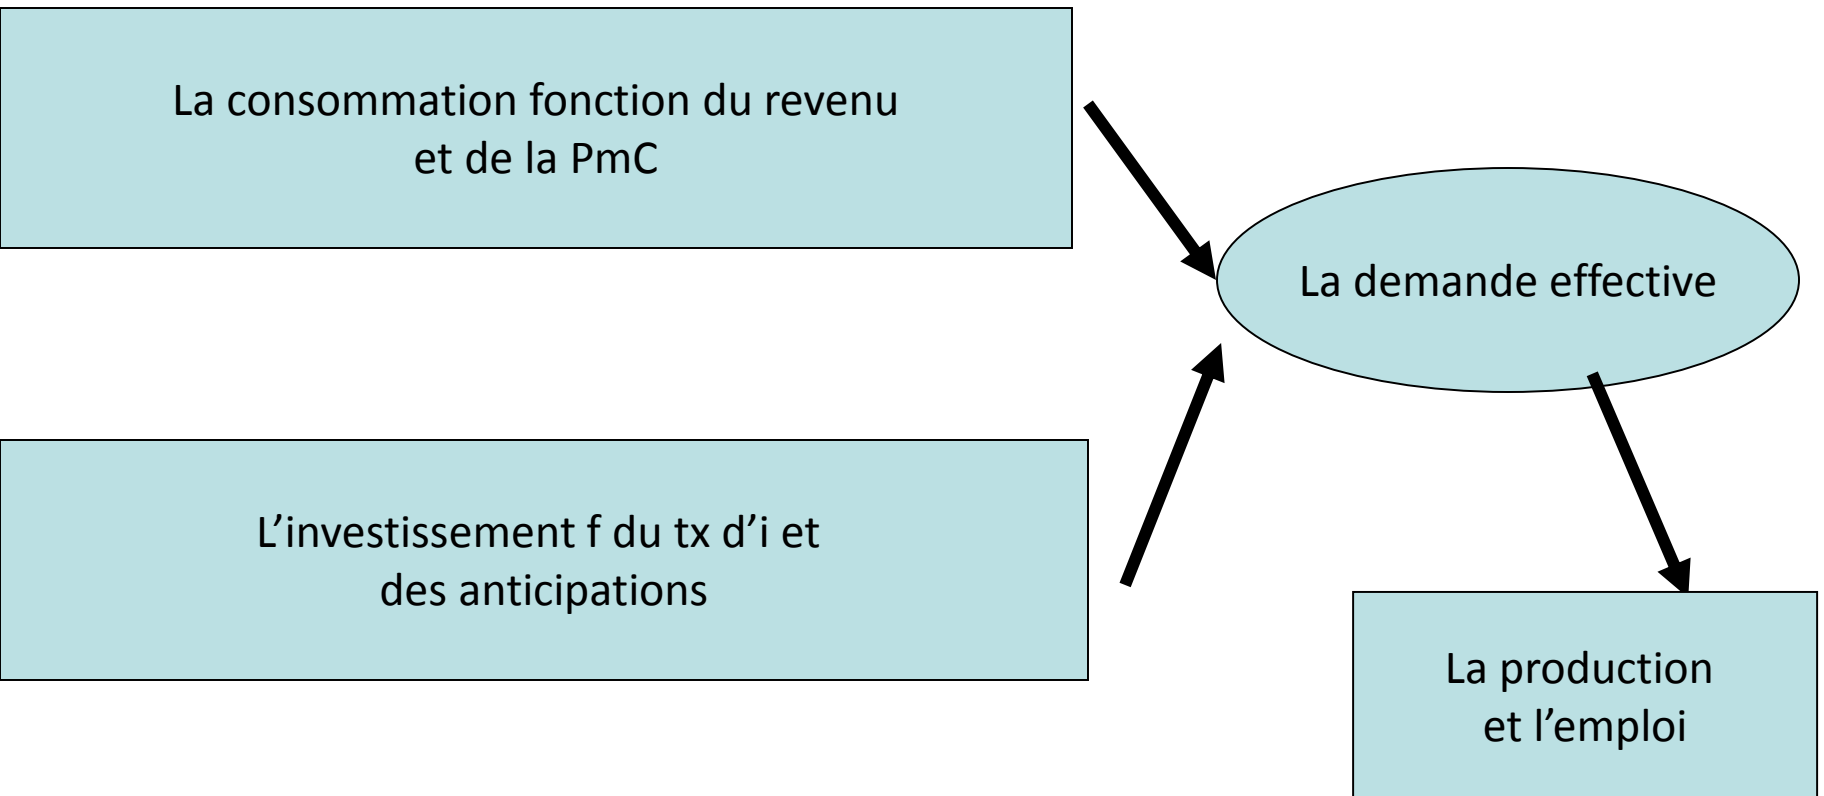 La consommation fonction du revenu
et de la PmC
La demande effective
L’investissement f du tx d’i et
des anticipations
La production
et l’emploi